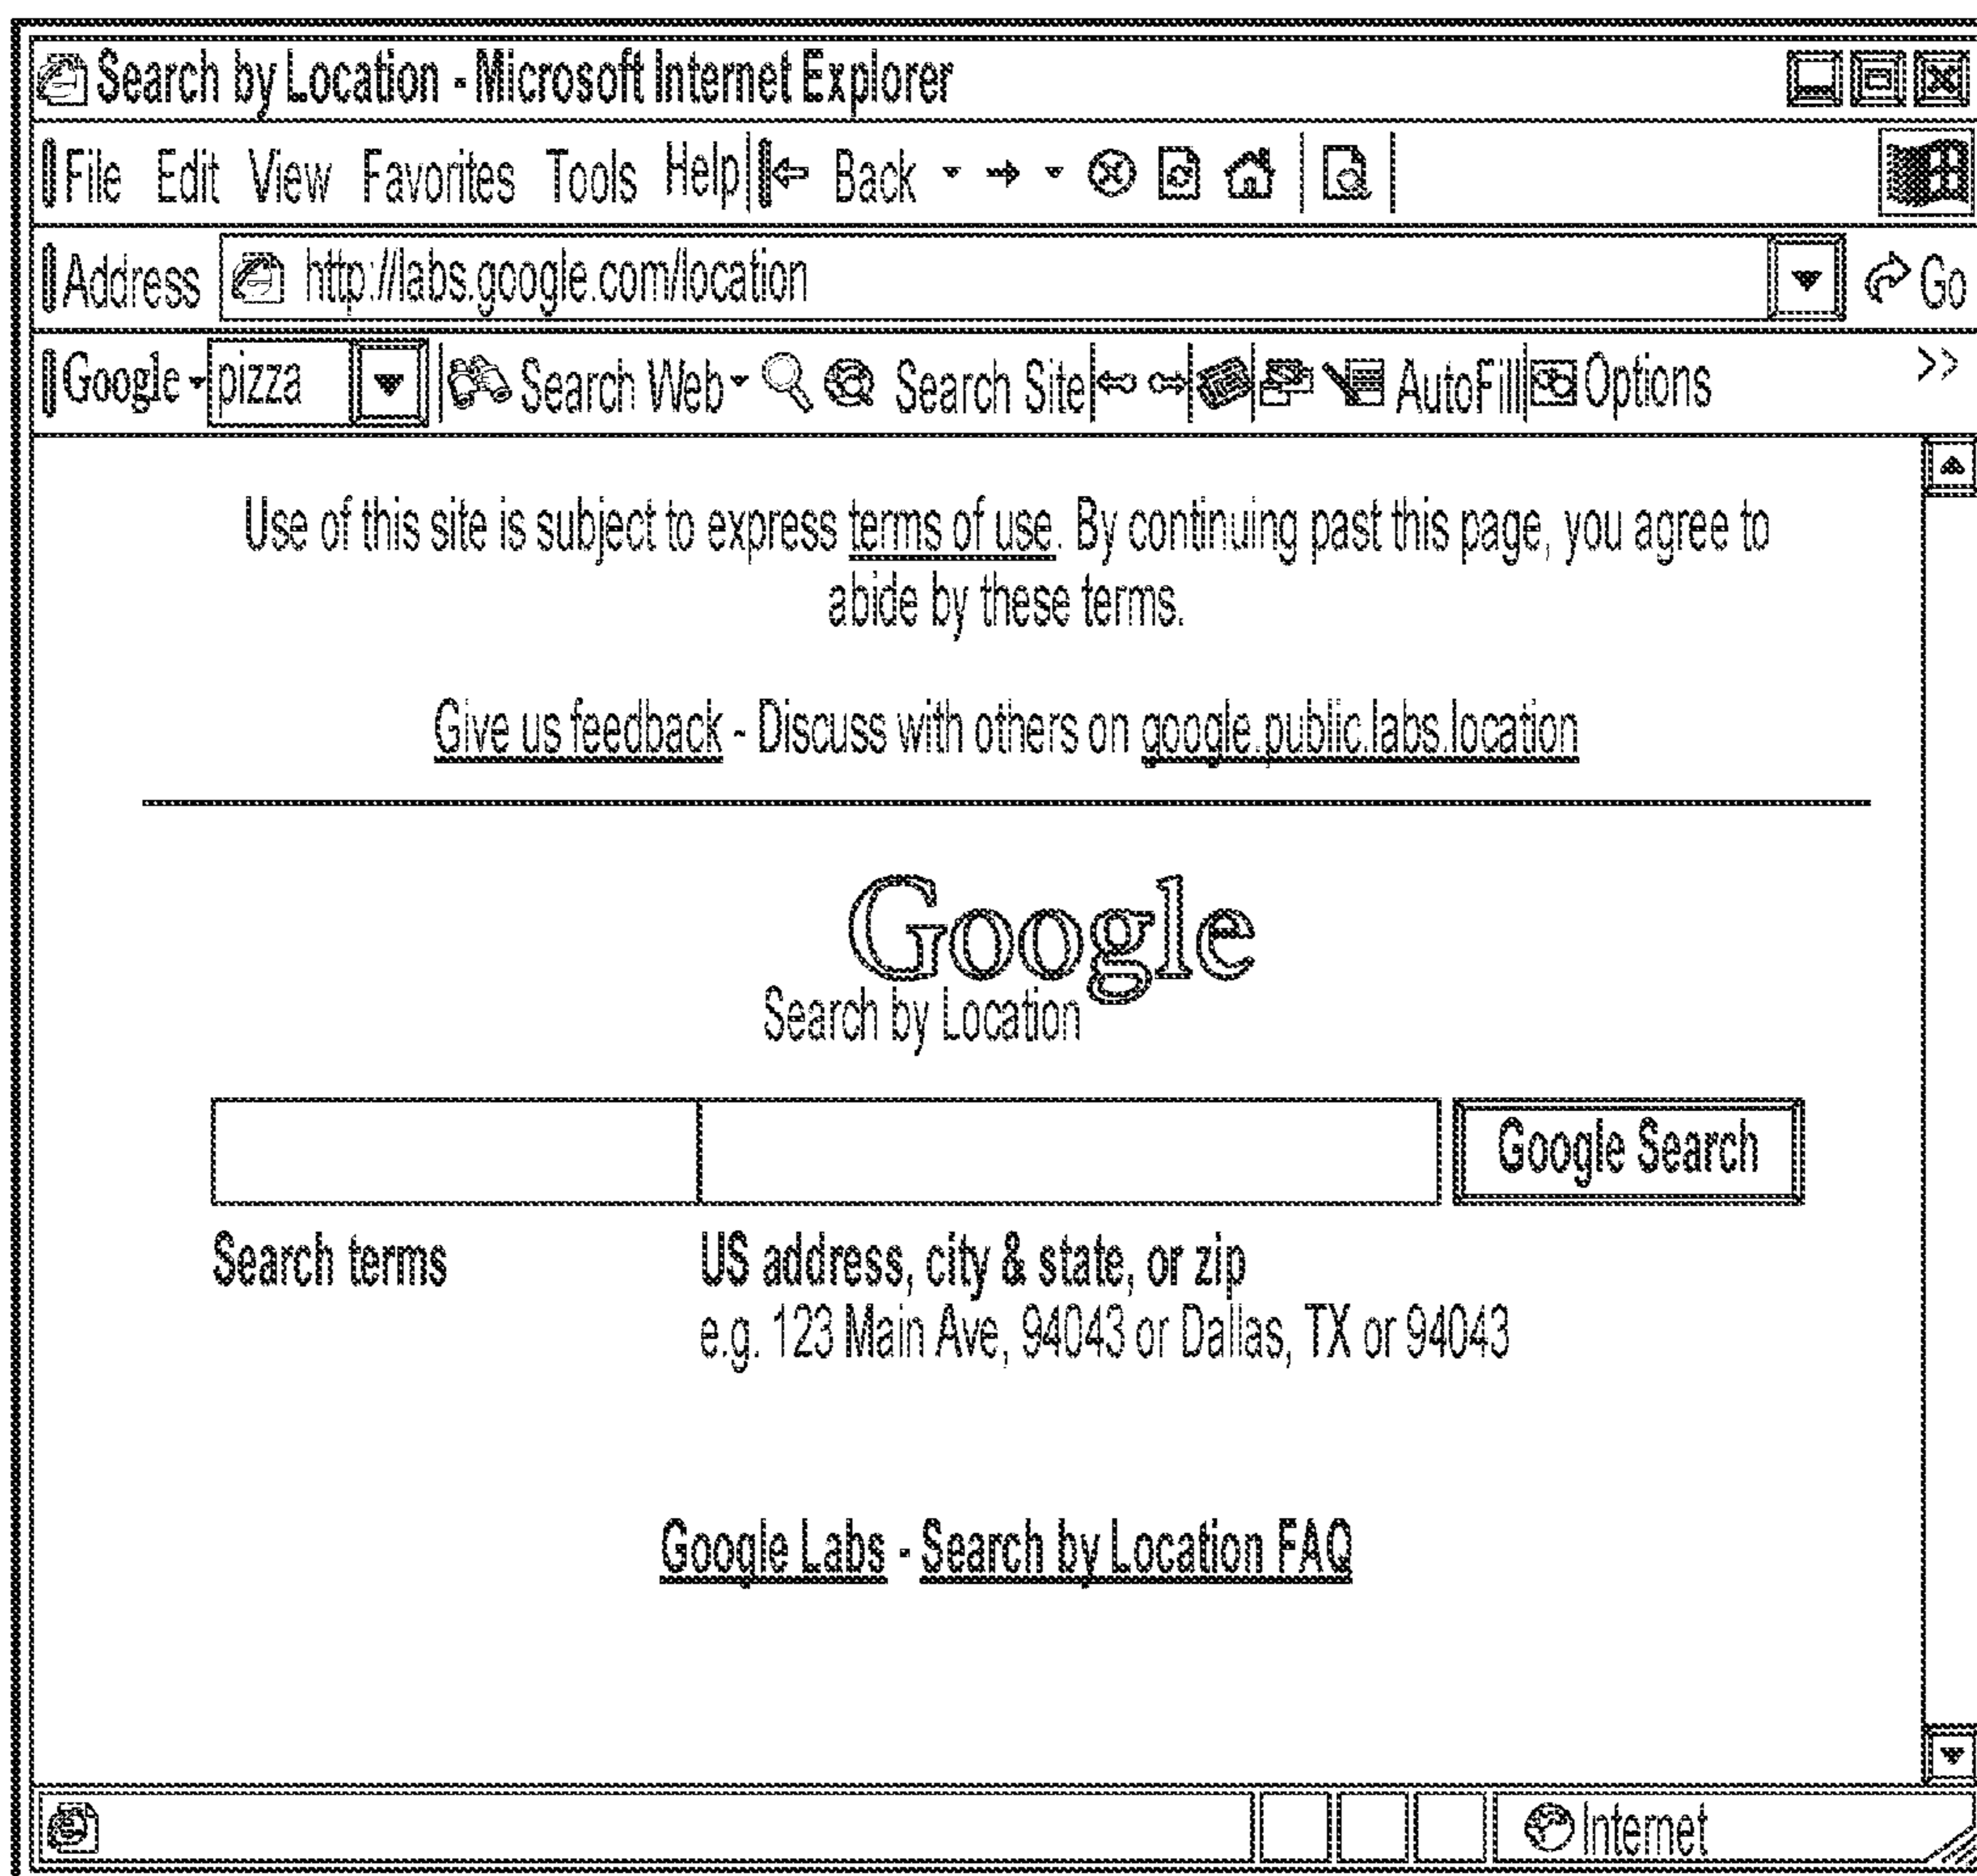 Search by Location - Microsoft Internet Explorer
File Edit View Favorites Tools Help Back
Address http://labs.google.com/location Go
Google pizza Search Web Search Site AutoFill Options >>
Use of this site is subject to express terms of use. By continuing past this page, you agree to
abide by these terms.
Give us feedback - Discuss with others on google.public.labs.location
Google
Search by Location
Google Search
Search terms US address, city & state, or zip
e.g. 123 Main Ave, 94043 or Dallas, TX or 94043
Google Labs - Search by Location FAQ
Internet